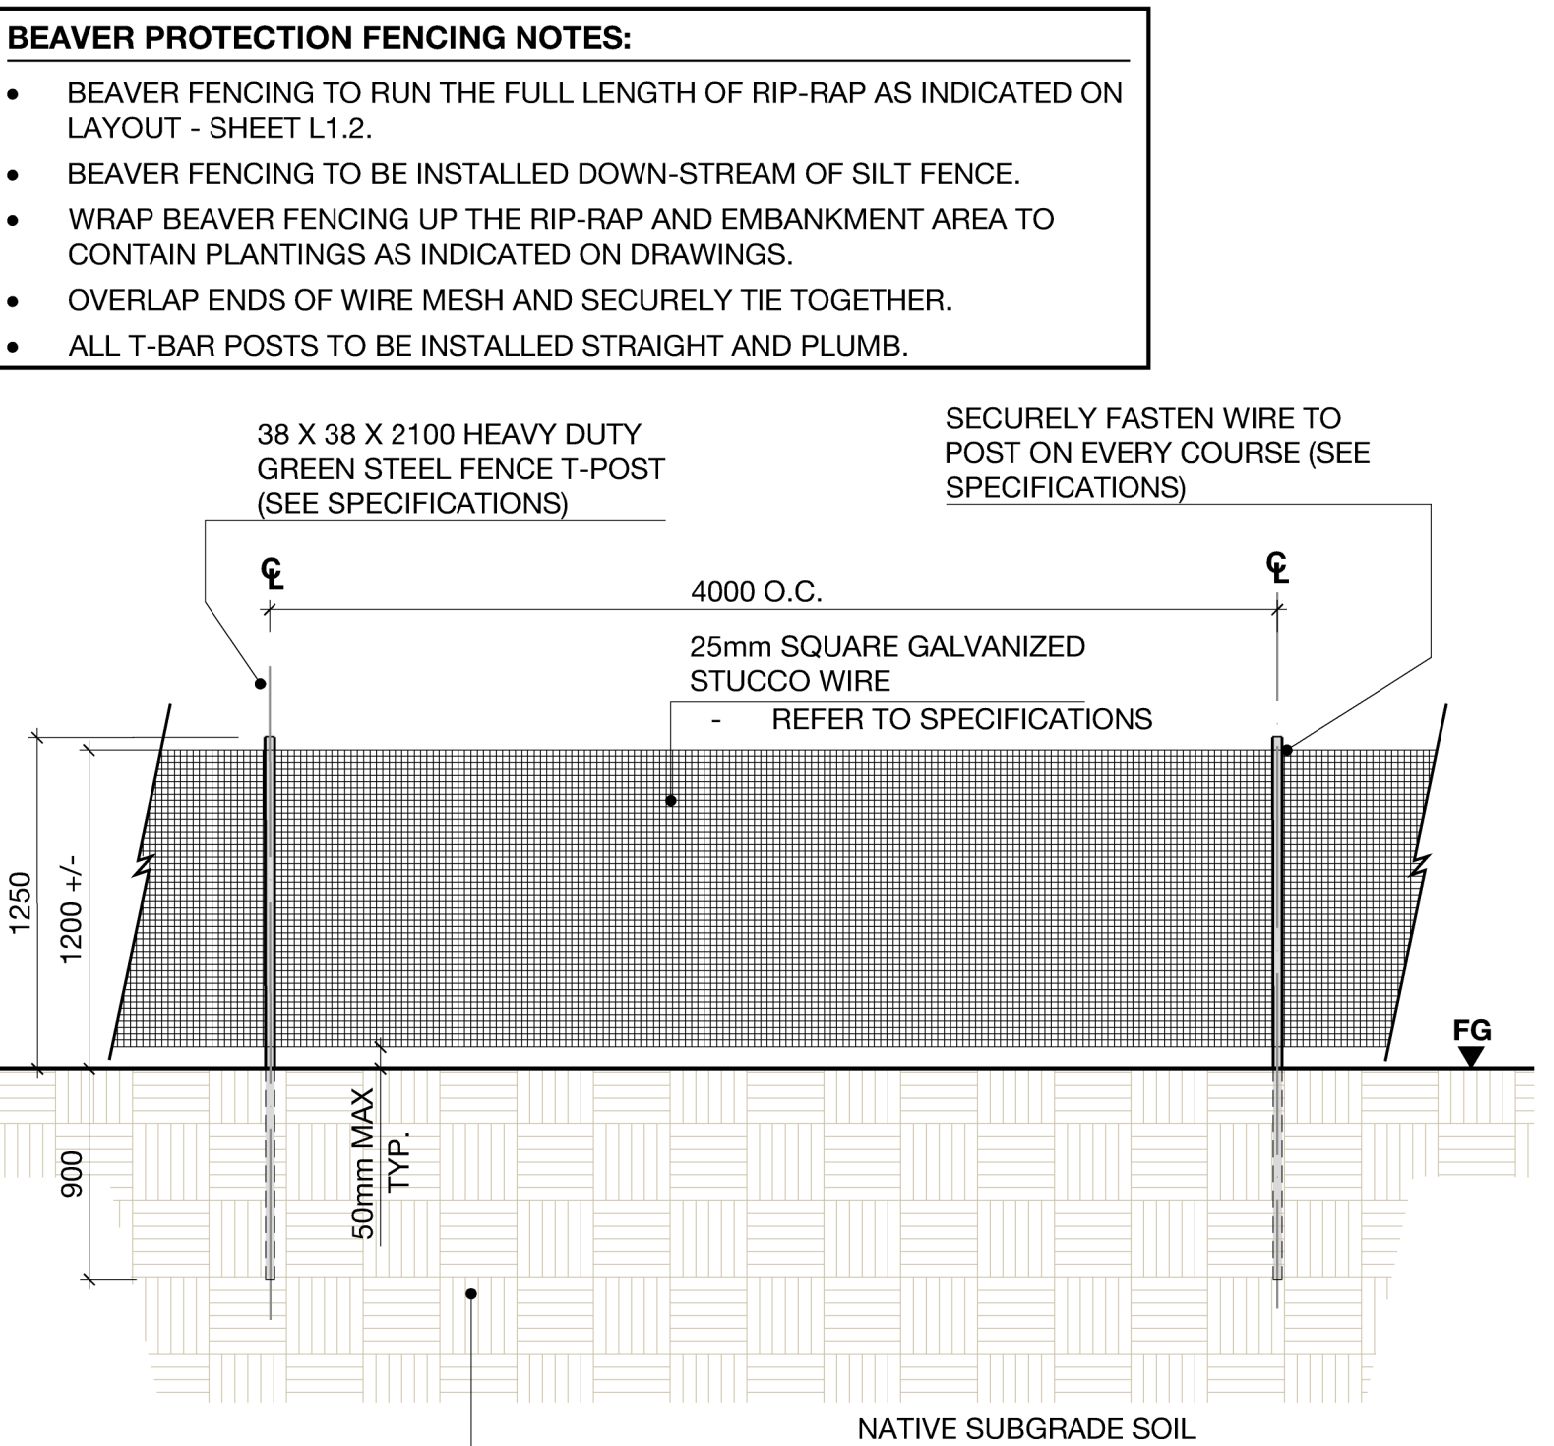 BEAVER PROTECTION FENCING NOTES:
• BEAVER FENCING TO RUN THE FULL LENGTH OF RIP-RAP AS INDICATED ON
LAYOUT - SHEET L1.2.
• BEAVER FENCING TO BE INSTALLED DOWN-STREAM OF SILT FENCE.
• WRAP BEAVER FENCING UP THE RIP-RAP AND EMBANKMENT AREA TO
CONTAIN PLANTINGS AS INDICATED ON DRAWINGS.
• OVERLAP ENDS OF WIRE MESH AND SECURELY TIE TOGETHER.
• ALL T-BAR POSTS TO BE INSTALLED STRAIGHT AND PLUMB.
38 X 38 X 2100 HEAVY DUTY
GREEN STEEL FENCE T-POST
(SEE SPECIFICATIONS)
SECURELY FASTEN WIRE TO
POST ON EVERY COURSE (SEE
SPECIFICATIONS)
℄
℄
4000 O.C.
25mm SQUARE GALVANIZED
STUCCO WIRE
- REFER TO SPECIFICATIONS
1250
1200 +/-
FG
900
50mm MAX
TYP.
NATIVE SUBGRADE SOIL